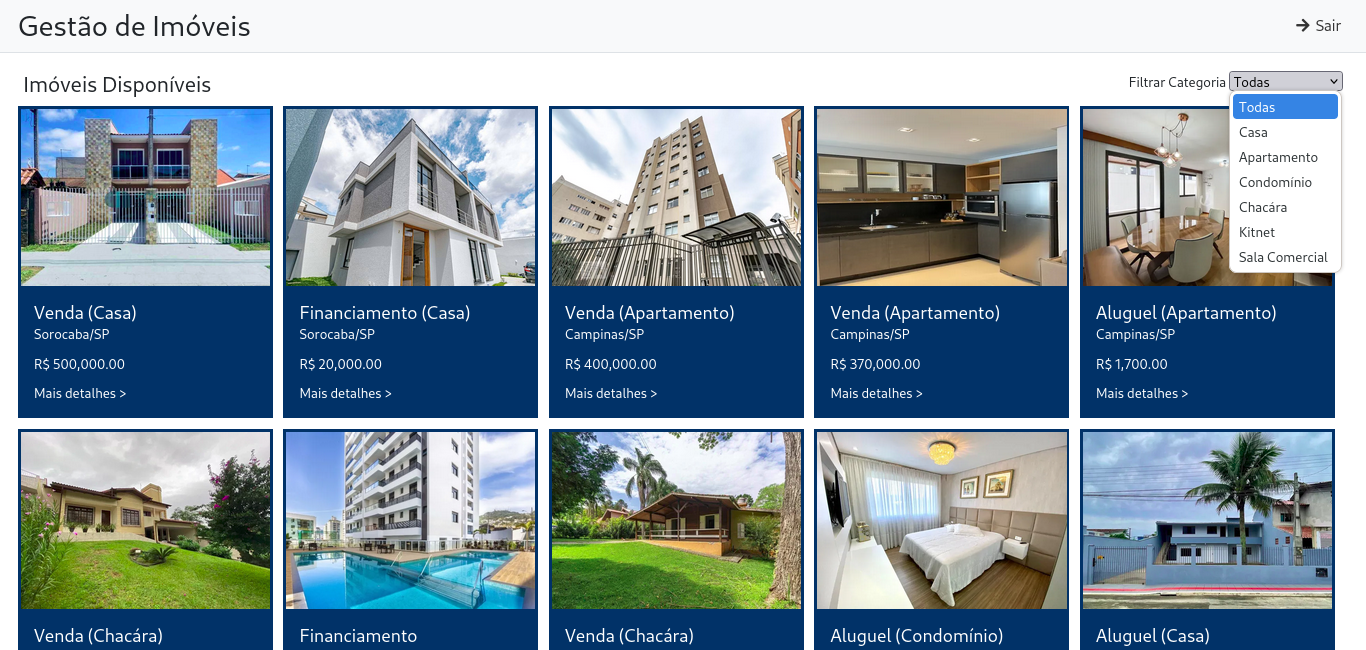 Gestão de Imóveis
Sair
Imóveis Disponíveis
Filtrar Categoria Todas
Todas
Casa
Apartamento
Condomínio
Chacára
Kitnet
Sala Comercial
Venda (Casa)
Sorocaba/SP
R$ 500,000.00
Mais detalhes >
Financiamento (Casa)
Sorocaba/SP
R$ 20,000.00
Mais detalhes >
Venda (Apartamento)
Campinas/SP
R$ 400,000.00
Mais detalhes >
Venda (Apartamento)
Campinas/SP
R$ 370,000.00
Mais detalhes >
Aluguel (Apartamento)
Campinas/SP
R$ 1,700.00
Mais detalhes >
Venda (Chacára)
Financiamento
Venda (Chacára)
Aluguel (Condomínio)
Aluguel (Casa)